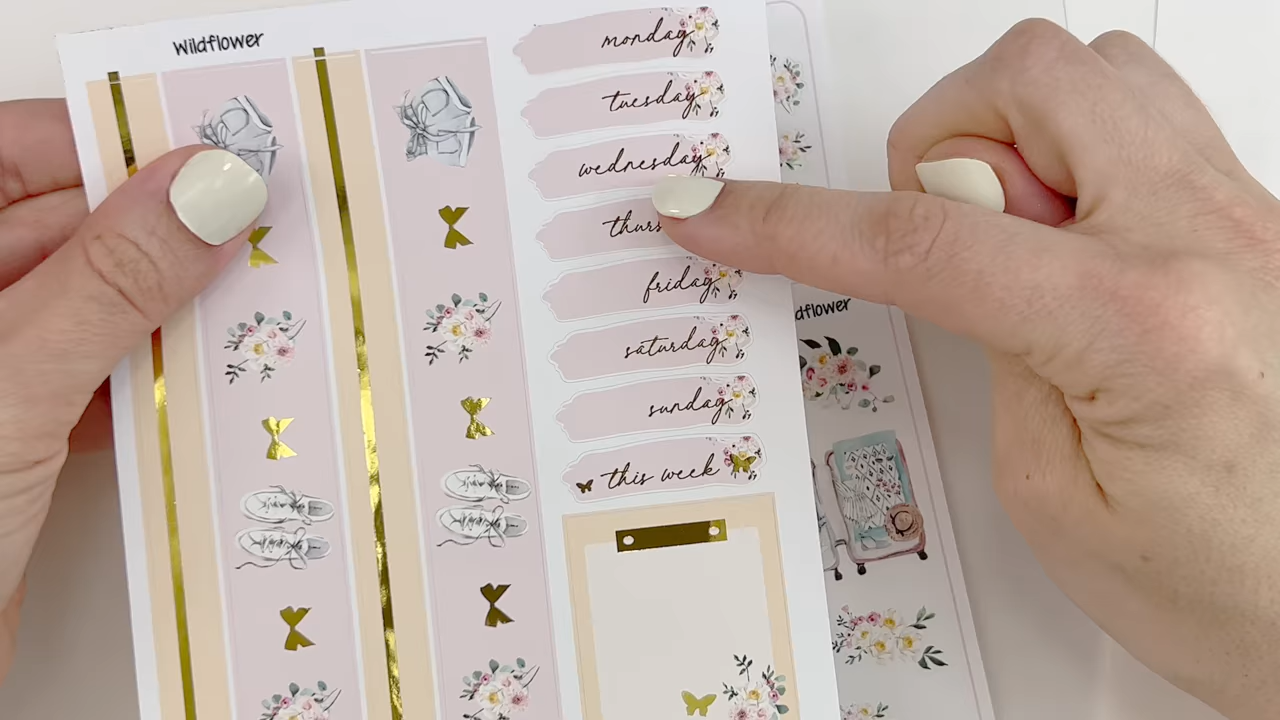 Wildflower
monday
tuesday
wednesday
thurs
friday
saturday
sunday
this week
dflower